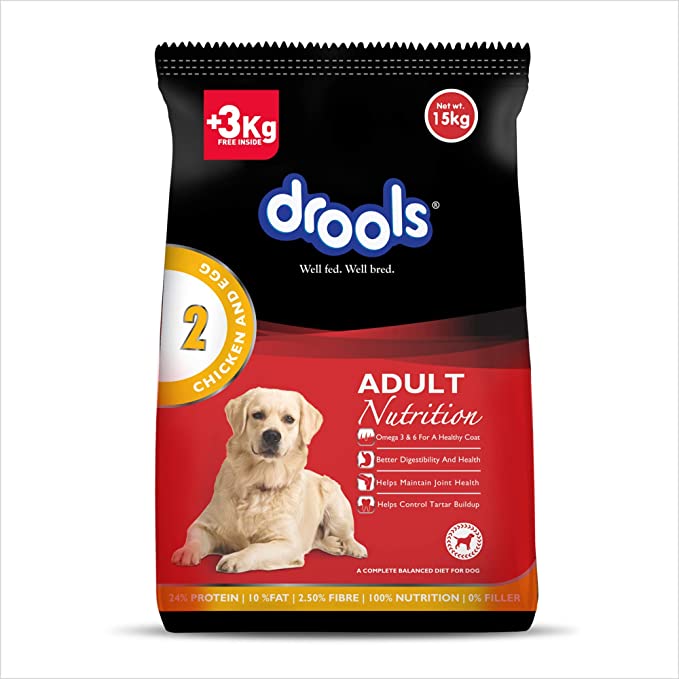 +3Kg
FREE INSIDE
Net wt.
15kg
drools®
Well fed. Well bred.
2
CHICKEN AND EGG
ADULT
Nutrition
Omega 3 & 6 For A Healthy Coat
Better Digestibility And Health
Helps Maintain Joint Health
Helps Control Tartar Buildup
A COMPLETE BALANCED DIET FOR DOG
24% PROTEIN | 10 %FAT | 2.50% FIBRE | 100% NUTRITION | 0% FILLER